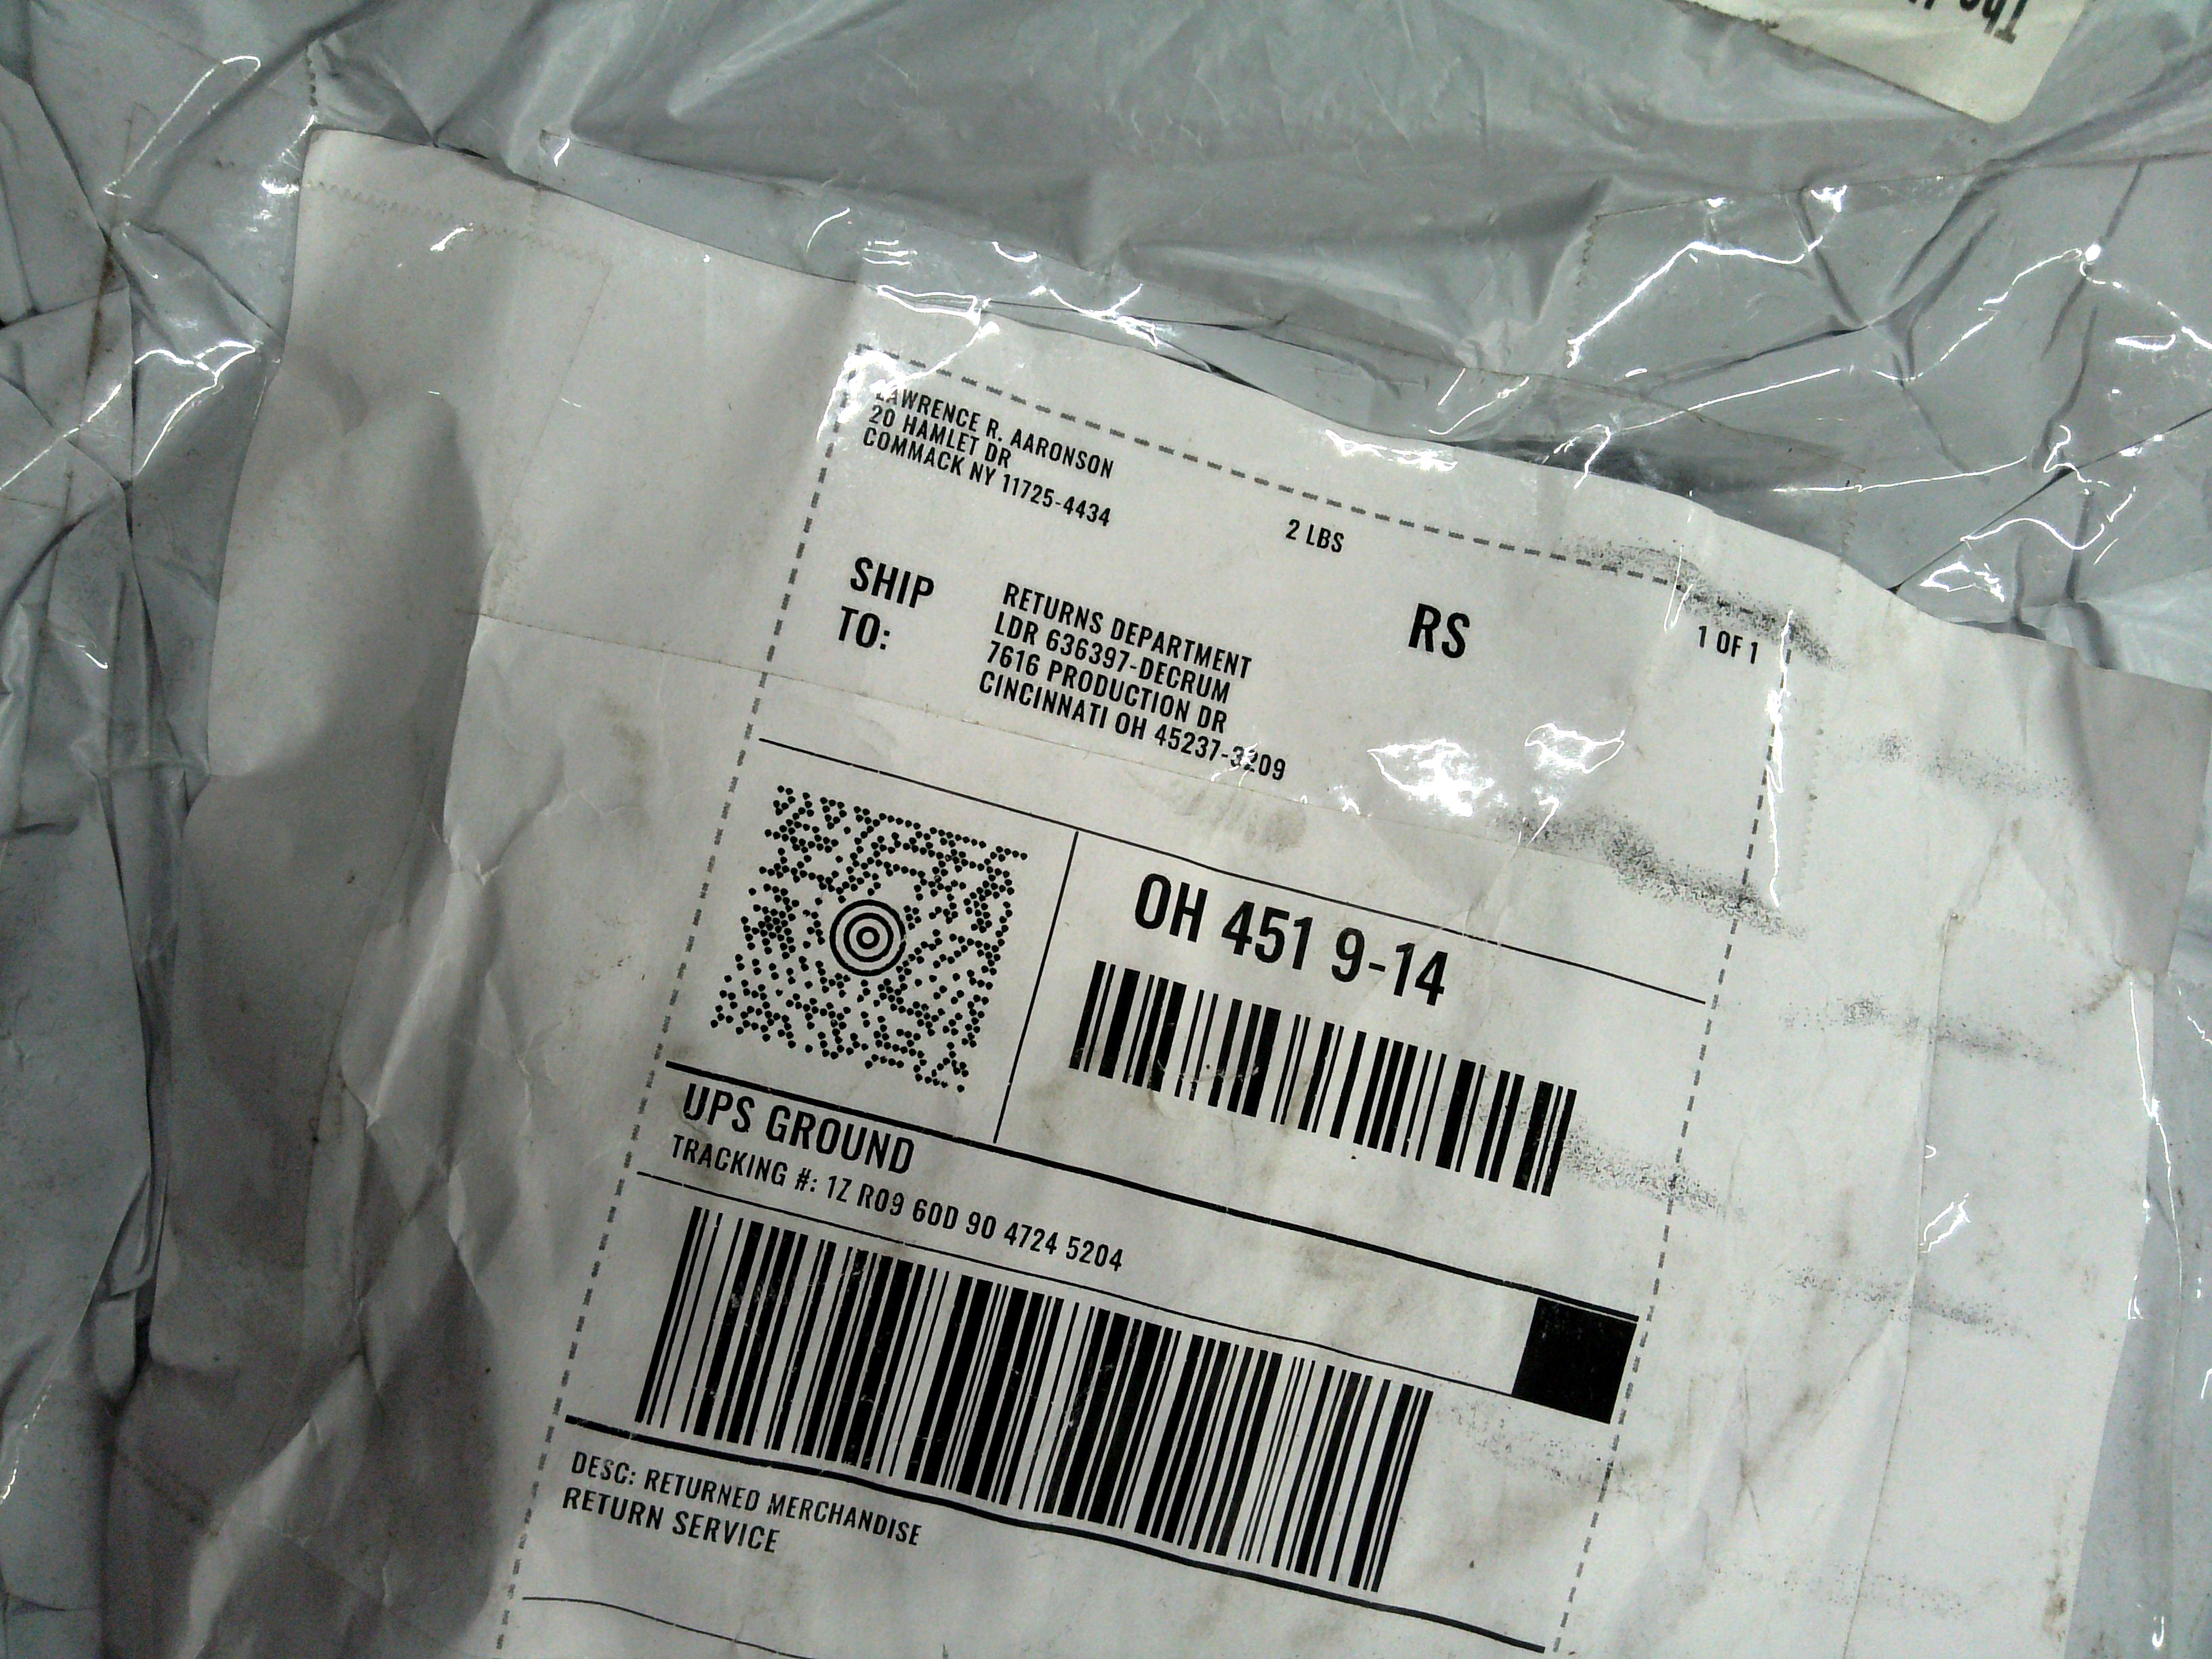 The
LAWRENCE R. AARONSON
20 HAMLET DR
COMMACK NY 11725-4434
2 LBS
RS
1 OF 1
SHIP
TO:
RETURNS DEPARTMENT
LDR 636397-DECRUM
7616 PRODUCTION DR
CINCINNATI OH 45237-3209
OH 451 9-14
UPS GROUND
TRACKING #: 1Z R09 60D 90 4724 5204
DESC: RETURNED MERCHANDISE
RETURN SERVICE